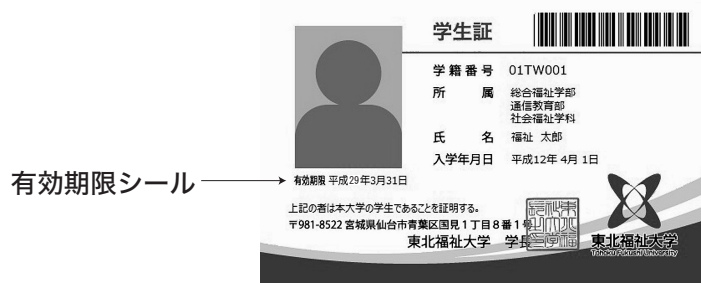 学生証
学籍番号 01TW001
所属 総合福祉学部
通信教育部
社会福祉学科
氏名 福祉 太郎
入学年月日 平成12年 4月 1日
有効期限シール
有効期限 平成29年3月31日
上記の者は本大学の学生であることを証明する。
〒981-8522 宮城県仙台市青葉区国見1丁目8番1号
東北福祉大学 学長
東北福祉大学
Tohoku Fukushi University